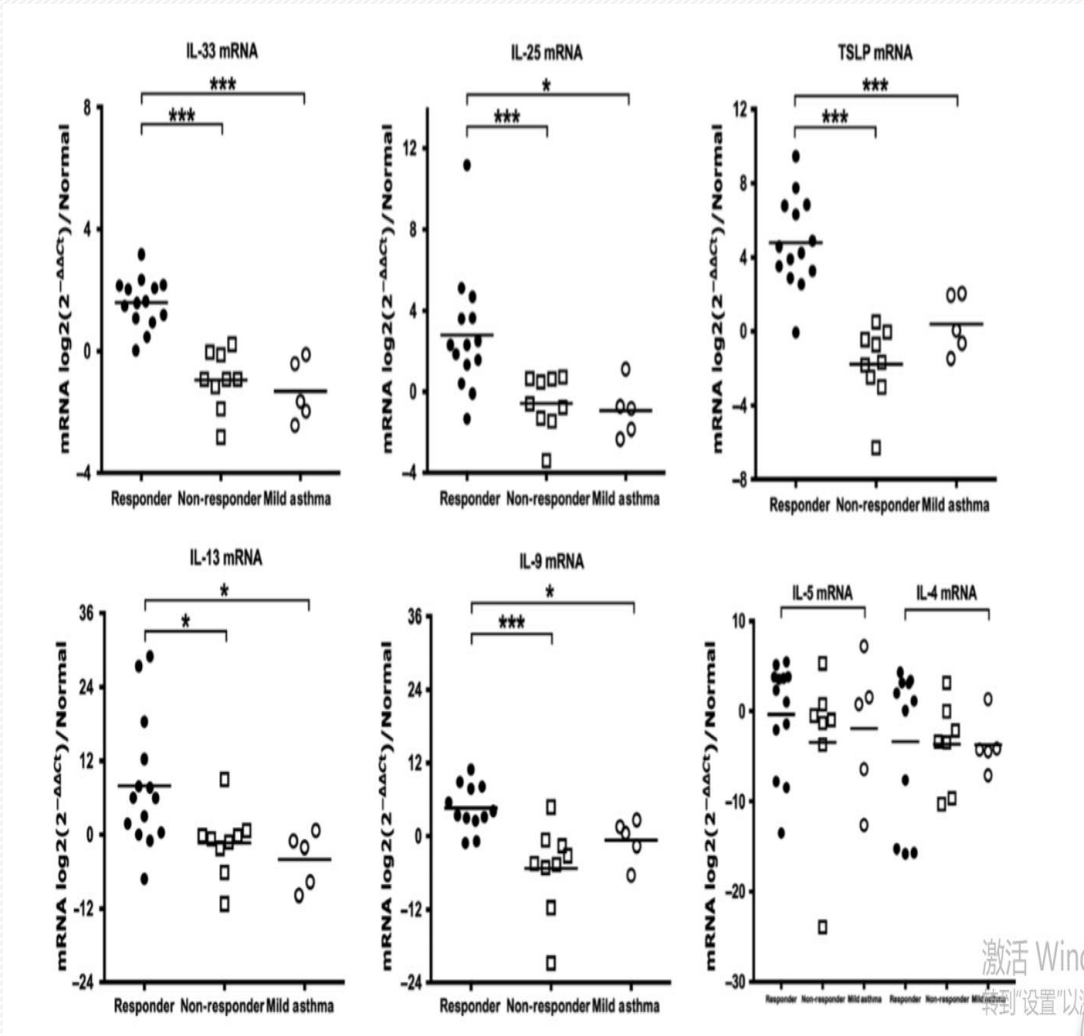 IL-33 mRNA
***
***
mRNA log2(2−ΔΔCt)/Normal
8
4
0
−4
Responder Non-responder Mild asthma
IL-25 mRNA
*
***
mRNA log2(2−ΔΔCt)/Normal
12
8
4
0
−4
Responder Non-responder Mild asthma
TSLP mRNA
***
***
mRNA log2(2−ΔΔCt)/Normal
12
8
4
0
−4
−8
Responder Non-responder Mild asthma
IL-13 mRNA
*
*
mRNA log2(2−ΔΔCt)/Normal
36
24
12
0
−12
−24
Responder Non-responder Mild asthma
IL-9 mRNA
*
***
mRNA log2(2−ΔΔCt)/Normal
36
24
12
0
−12
−24
Responder Non-responder Mild asthma
IL-5 mRNA IL-4 mRNA
mRNA log2(2−ΔΔCt)/Normal
10
0
−10
−20
−30
Responder Non-responder Mild asthma Responder Non-responder Mild asthma
激活 Wind
转到"设置"以